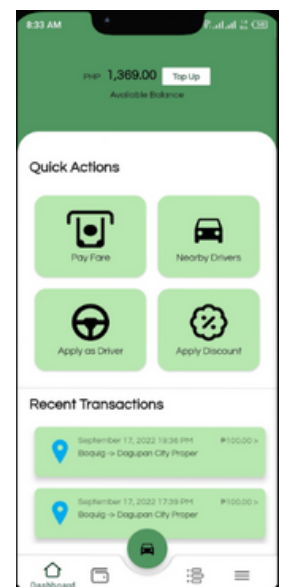 8:33 AM
PHP 1,369.00 Top Up
Available Balance
Quick Actions
Pay Fare
Nearby Drivers
Apply as Driver
Apply Discount
Recent Transactions
September 17, 2022 19:36 PM ₱100.00 >
Boquig -> Dagupan City Proper
September 17, 2022 17:39 PM ₱100.00 >
Boquig -> Dagupan City Proper
Dashboard